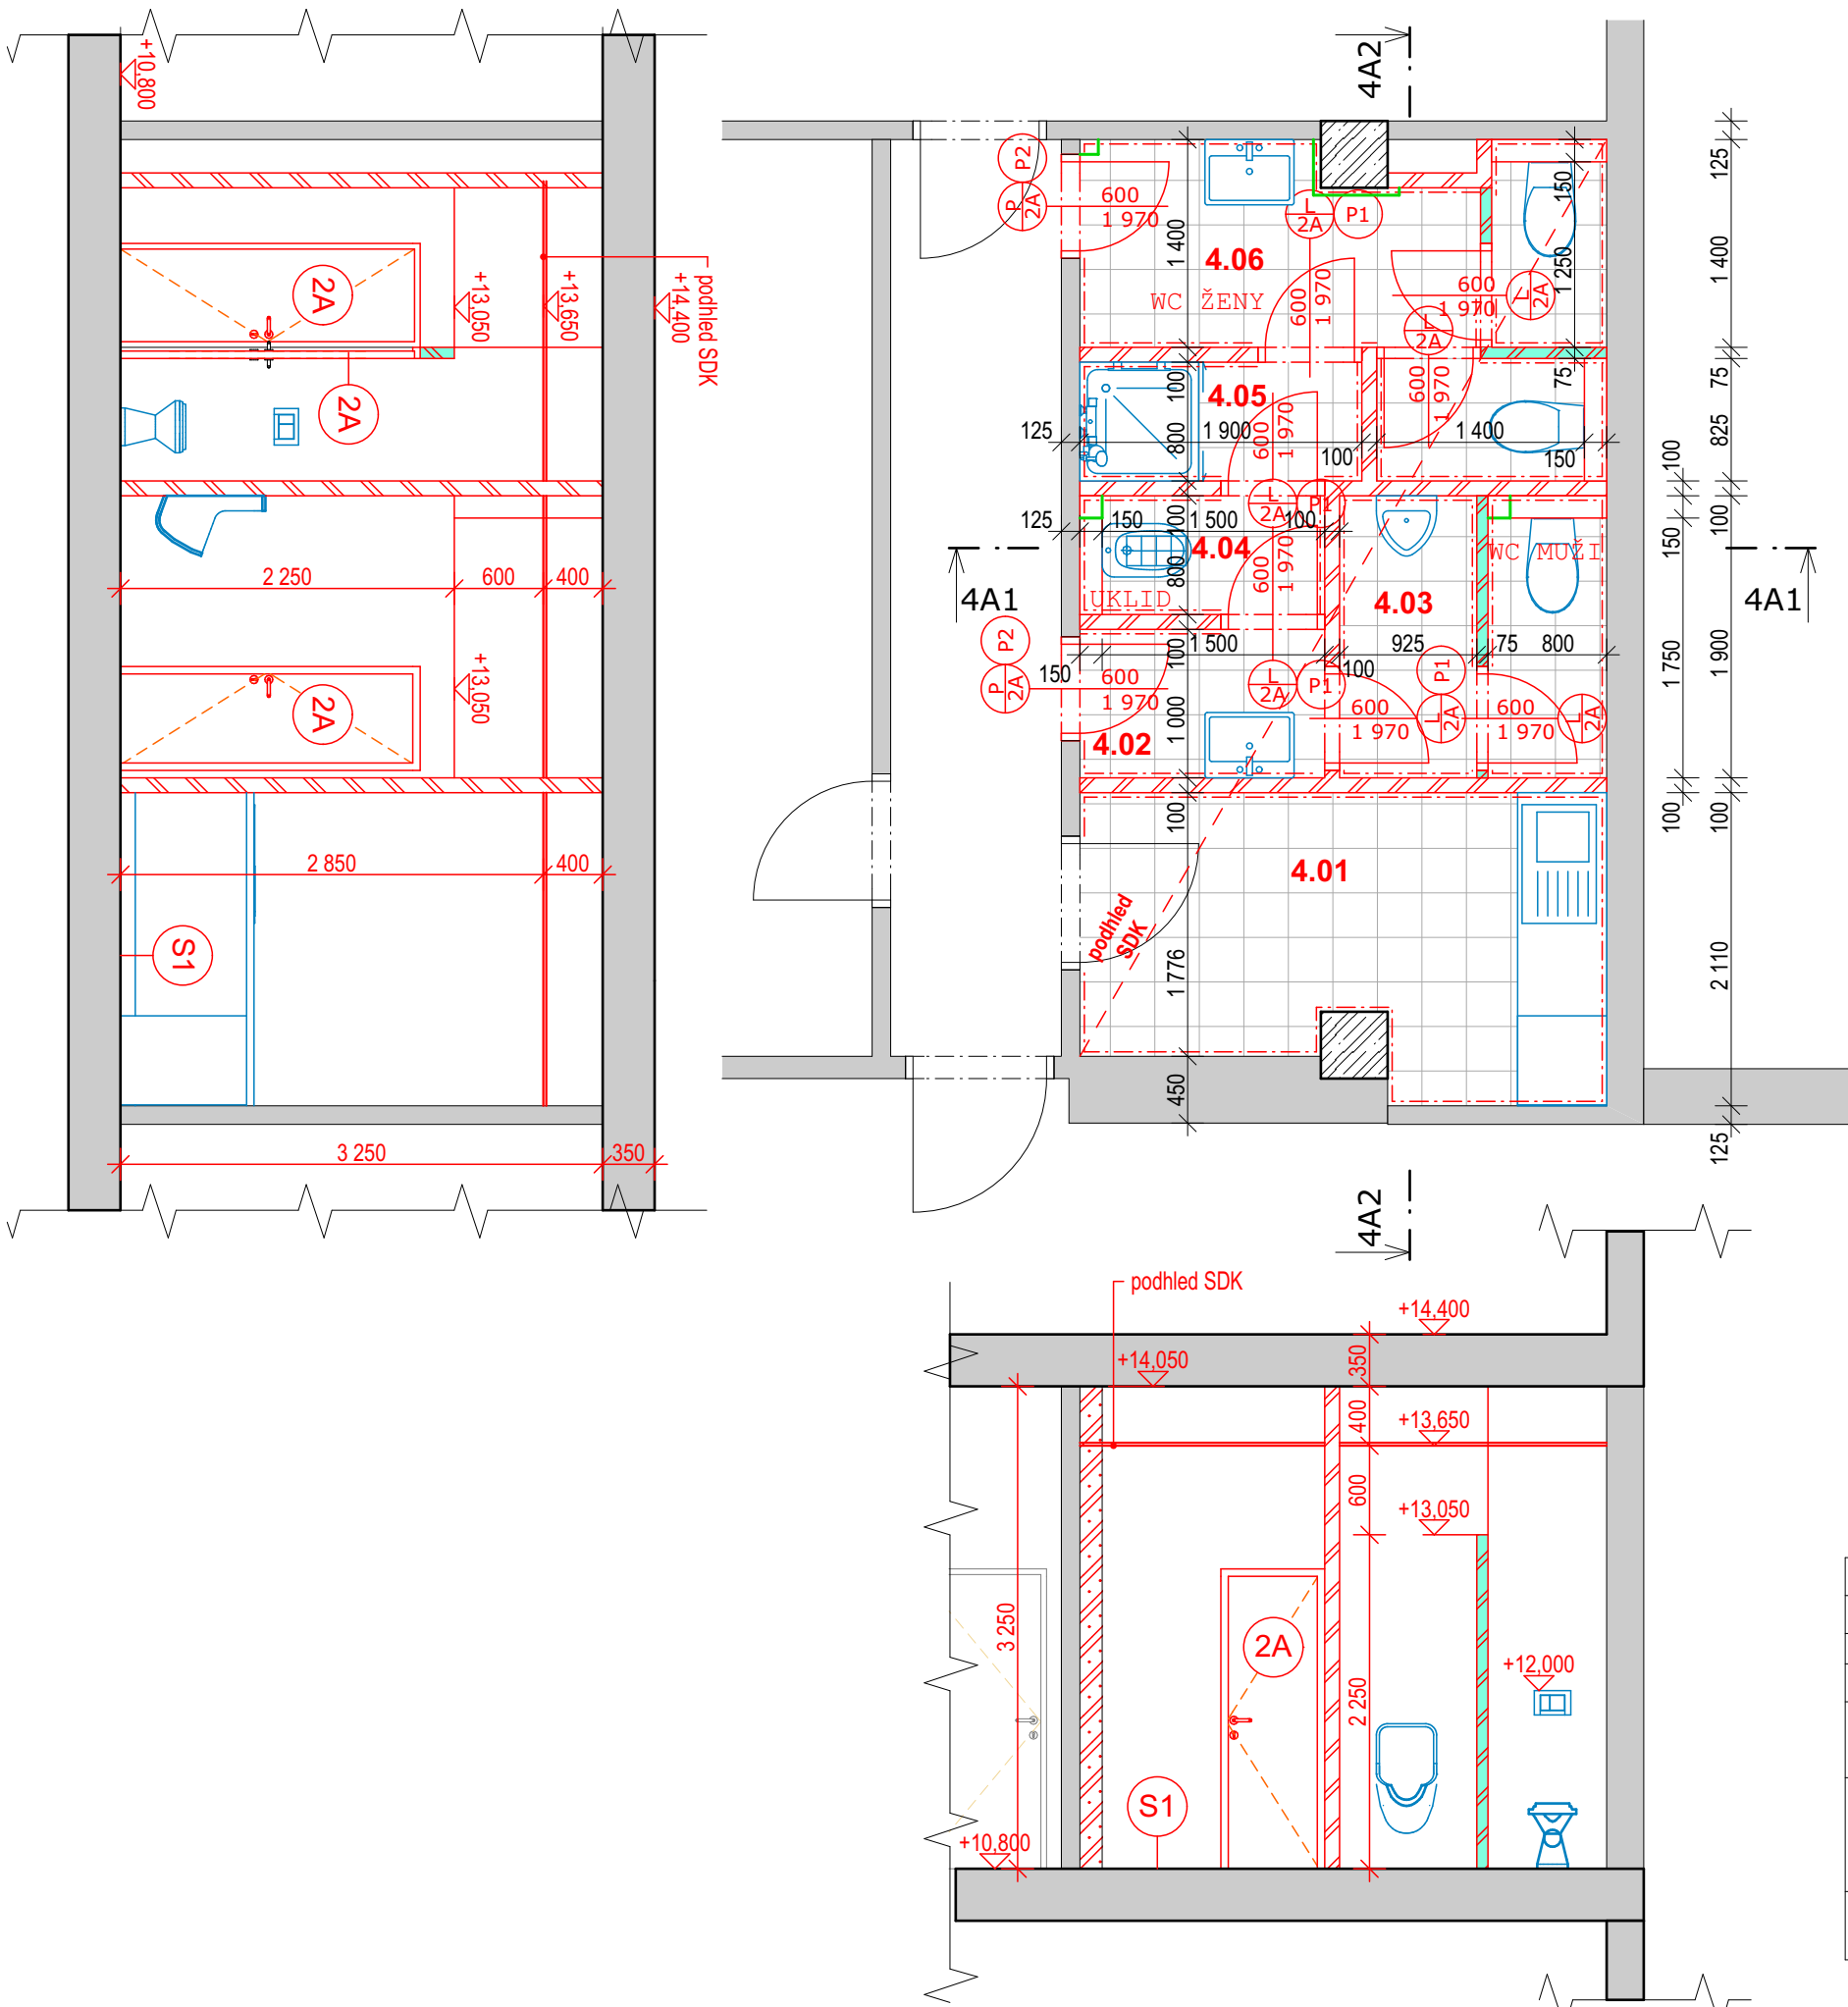 +10,800
2A
+13,050
+13,650
+14,400
podhled SDK
2A
2 250
600
400
2A
+13,050
2 850
400
S1
3 250
350
4A2
P2
P
2A
600
1 970
1 400
L
2A
P1
4.06
WC ŽENY
600
1 970
150
1 250
600
1 970
L
2A
L
2A
75
125
1400
75
825
4.05
100
800
125
1 900
600
1 970
100
600
1 970
1 400
150
100
100
150
1 900
1 750
L
2A
P1
125
150
100
1 500
100
4.04
800
600
1 970
UKLID
WC MUŽI
4.03
4A1
4A1
P2
P
2A
1 500
925
75
800
150
100
100
600
1 970
L
2A
P1
P1
L
2A
L
2A
600
1 970
600
1 970
1 000
4.02
100
100
100
4.01
podhled
SDK
1 776
2 110
450
125
4A2
podhled SDK
+14,400
350
+14,050
400
+13,650
600
+13,050
3 250
2A
2 250
+12,000
S1
+10,800